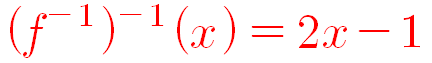 (f⁻¹)⁻¹(x) = 2x − 1